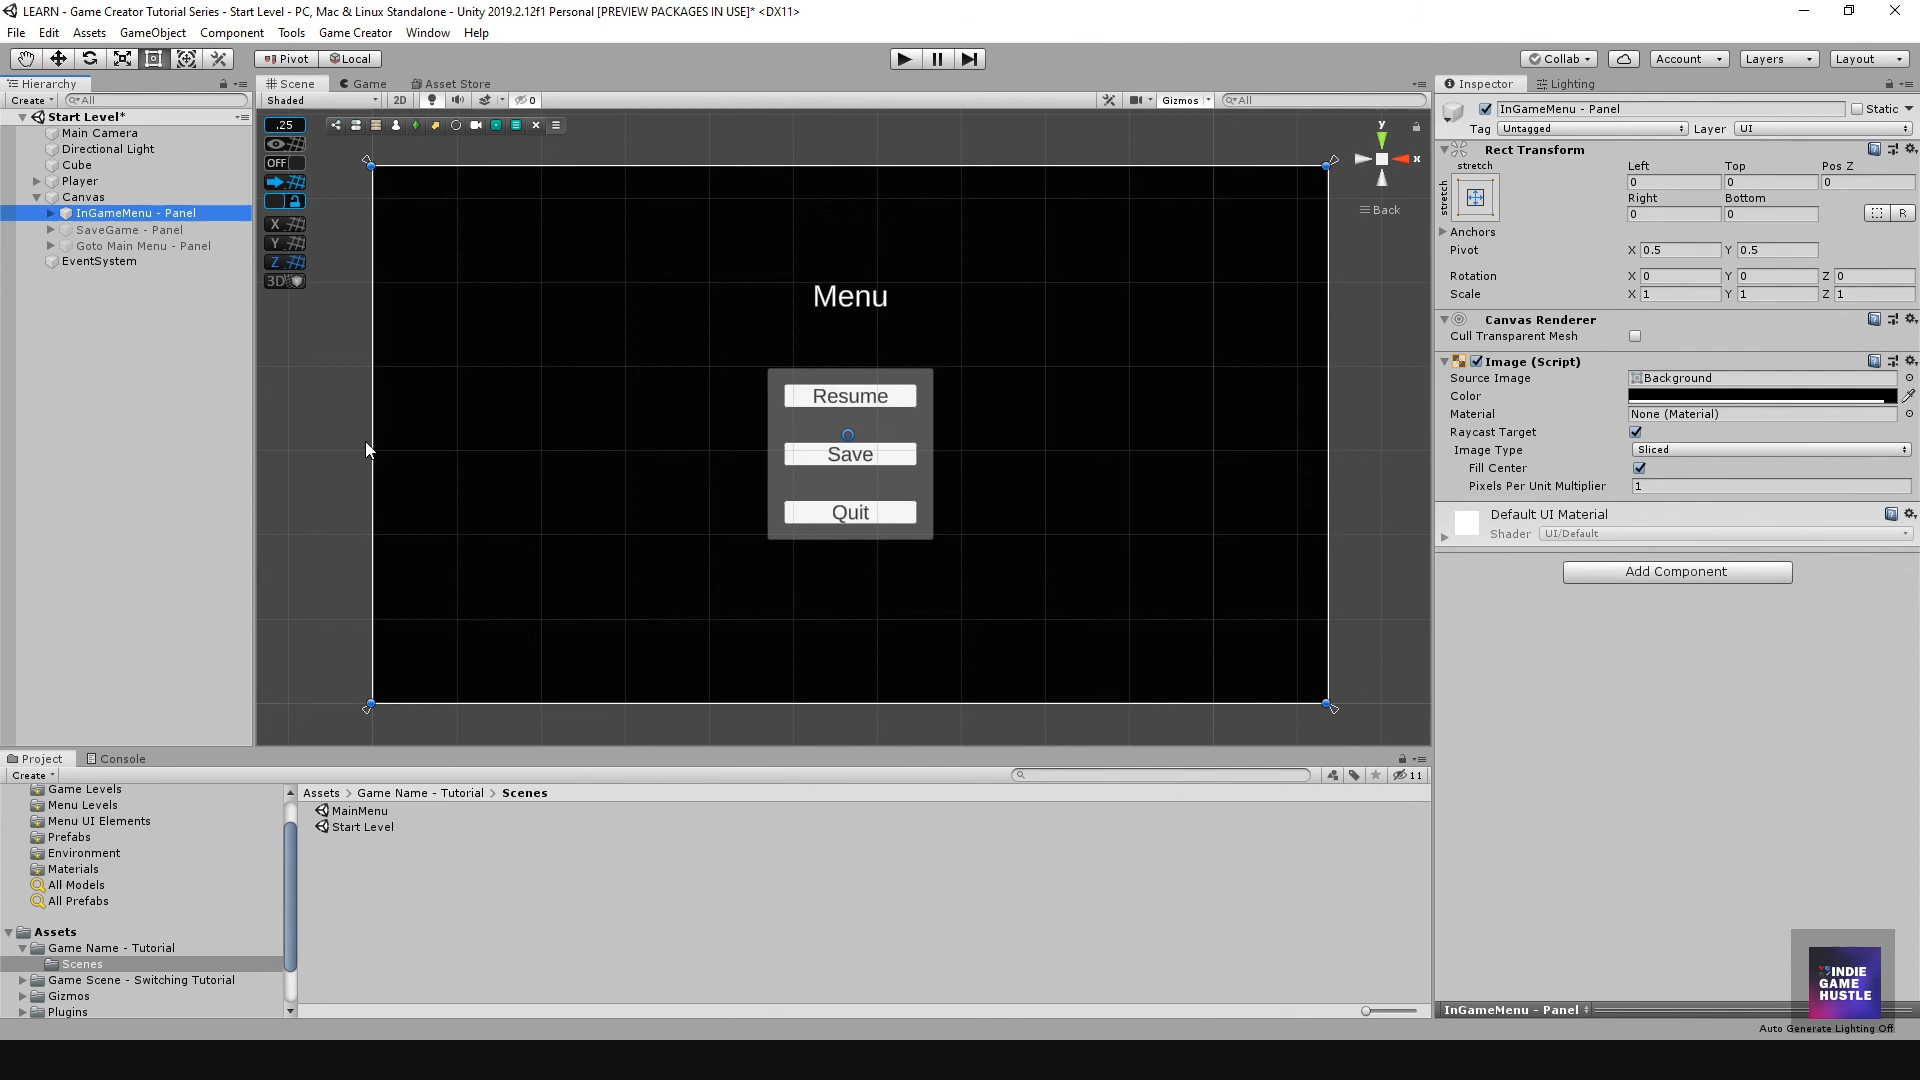 LEARN - Game Creator Tutorial Series - Start Level - PC, Mac & Linux Standalone - Unity 2019.2.12f1 Personal [PREVIEW PACKAGES IN USE]* <DX11>
File Edit Assets GameObject Component Tools Game Creator Window Help
Pivot Local Collab Account Layers Layout
Hierarchy Scene Game Asset Store Inspector Lighting
Create All Shaded 2D 0 Gizmos All
InGameMenu - Panel Static
Tag Untagged Layer UI
Start Level*
Main Camera
Directional Light
Cube
Player
Canvas
InGameMenu - Panel
SaveGame - Panel
Goto Main Menu - Panel
EventSystem
.25
OFF
X
Y
Z
3D
y
x
Back
Menu
Resume
Save
Quit
Rect Transform
stretch Left Top Pos Z
stretch 0 0 0
Right Bottom
0 0 R
Anchors
Pivot X 0.5 Y 0.5
Rotation X 0 Y 0 Z 0
Scale X 1 Y 1 Z 1
Canvas Renderer
Cull Transparent Mesh
Image (Script)
Source Image Background
Color
Material None (Material)
Raycast Target
Image Type Sliced
Fill Center
Pixels Per Unit Multiplier 1
Default UI Material
Shader UI/Default
Add Component
Project Console
Create 11
Game Levels
Menu Levels
Menu UI Elements
Prefabs
Environment
Materials
All Models
All Prefabs
Assets
Game Name - Tutorial
Scenes
Game Scene - Switching Tutorial
Gizmos
Plugins
Assets > Game Name - Tutorial > Scenes
MainMenu
Start Level
INDIE
GAME
HUSTLE
InGameMenu - Panel
Auto Generate Lighting Off